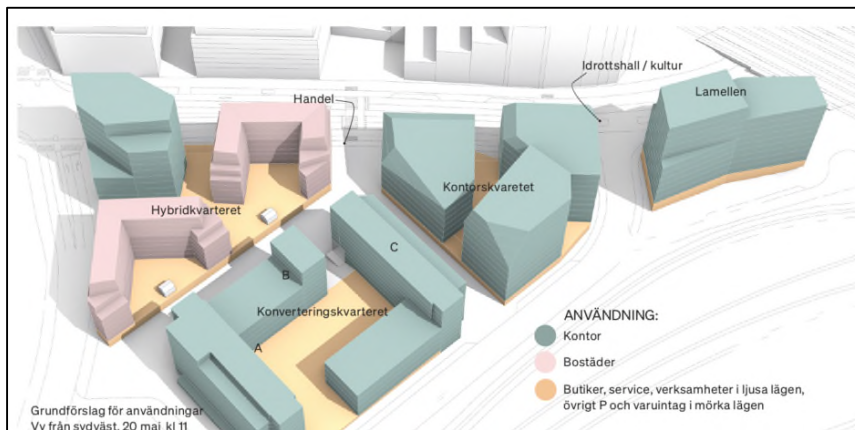 Idrottshall / kultur
Handel
Lamellen
Kontorskvaretet
Hybridkvarteret
C
B
Konverteringskvarteret
A
ANVÄNDNING:
Kontor
Bostäder
Butiker, service, verksamheter i ljusa lägen,
övrigt P och varuintag i mörka lägen
Grundförslag för användningar
Vy från sydväst, 20 maj kl 11